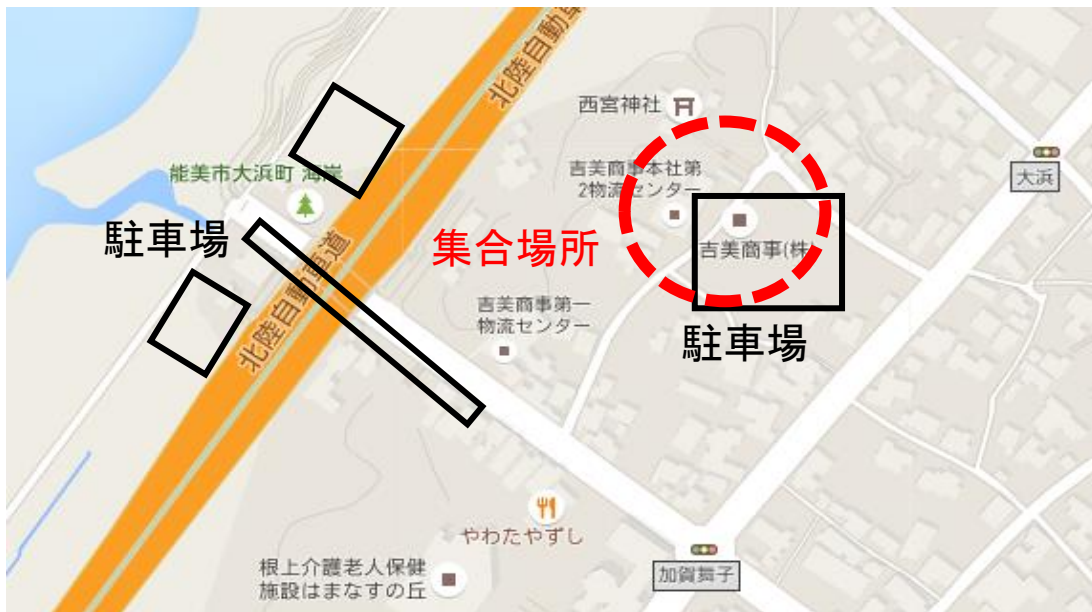 北陸自動車
西宮神社
吉美商事本社第
2物流センター
能美市大浜町 海岸
大浜
駐車場
集合場所
吉美商事(株
北陸自動車道
吉美商事第一
物流センター
駐車場
やわたやずし
根上介護老人保健
施設はまなすの丘
加賀舞子